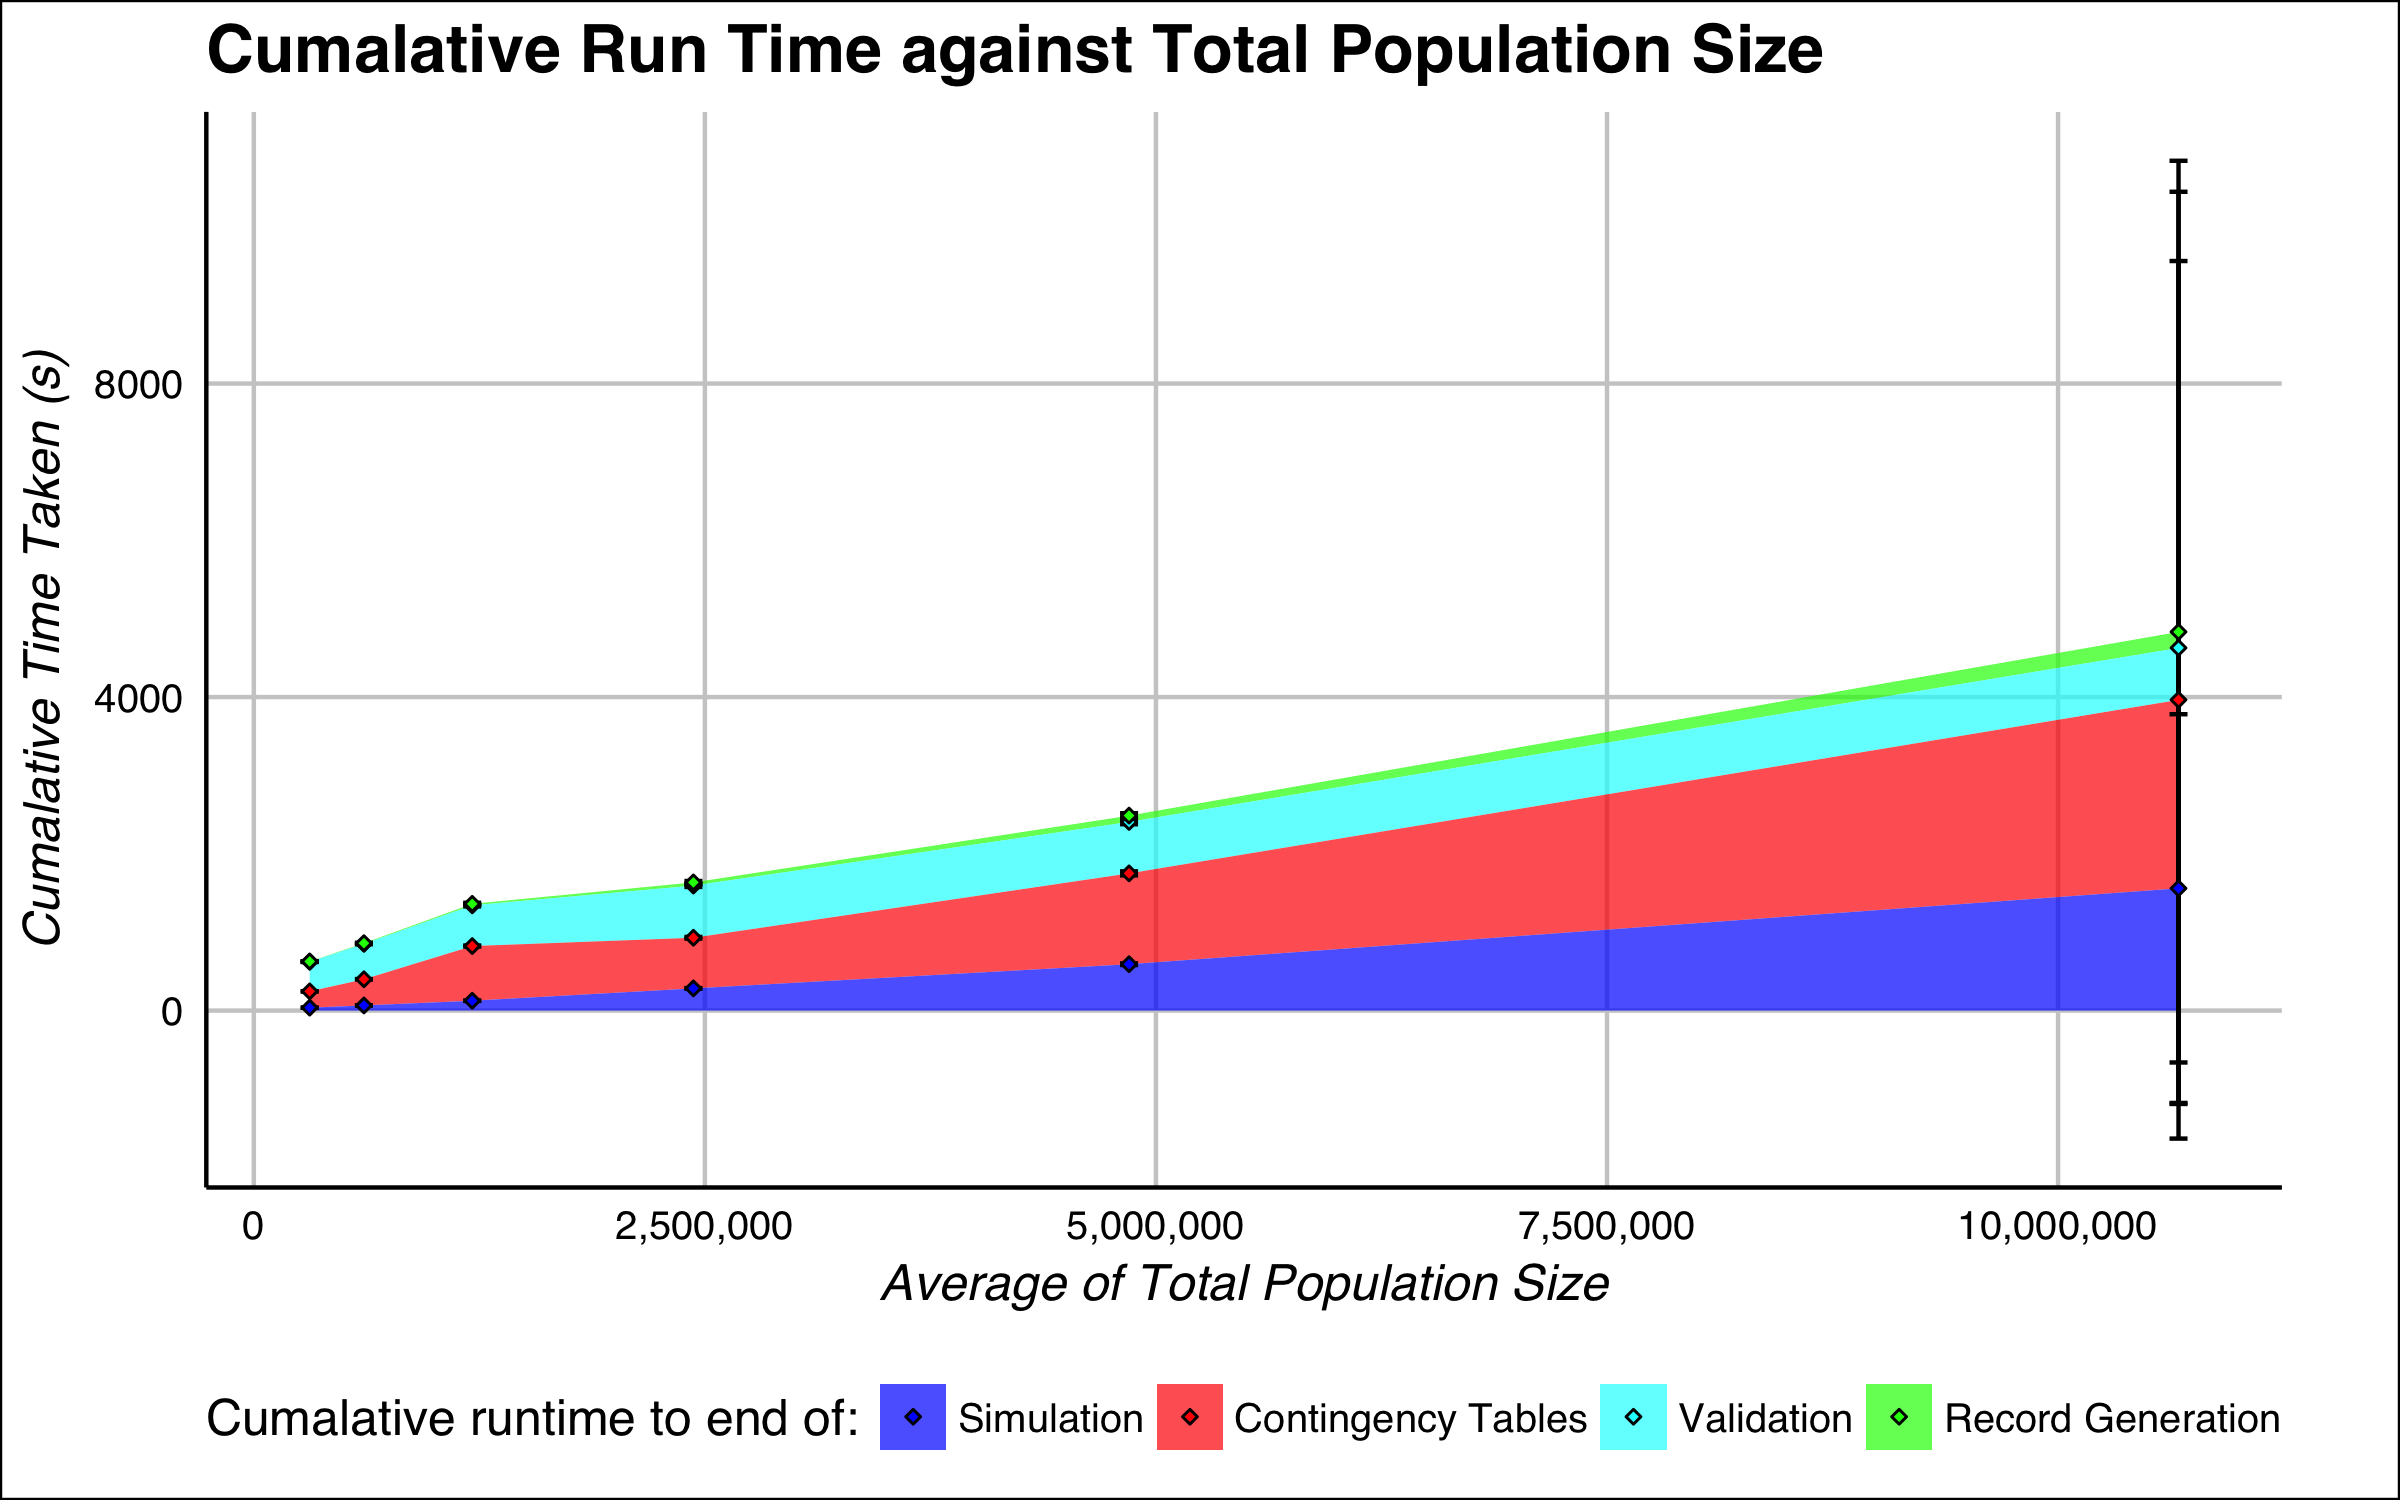 Cumalative Run Time against Total Population Size
Cumalative Time Taken (s)
8000
4000
0
0 2,500,000 5,000,000 7,500,000 10,000,000
Average of Total Population Size
Cumalative runtime to end of: Simulation Contingency Tables Validation Record Generation